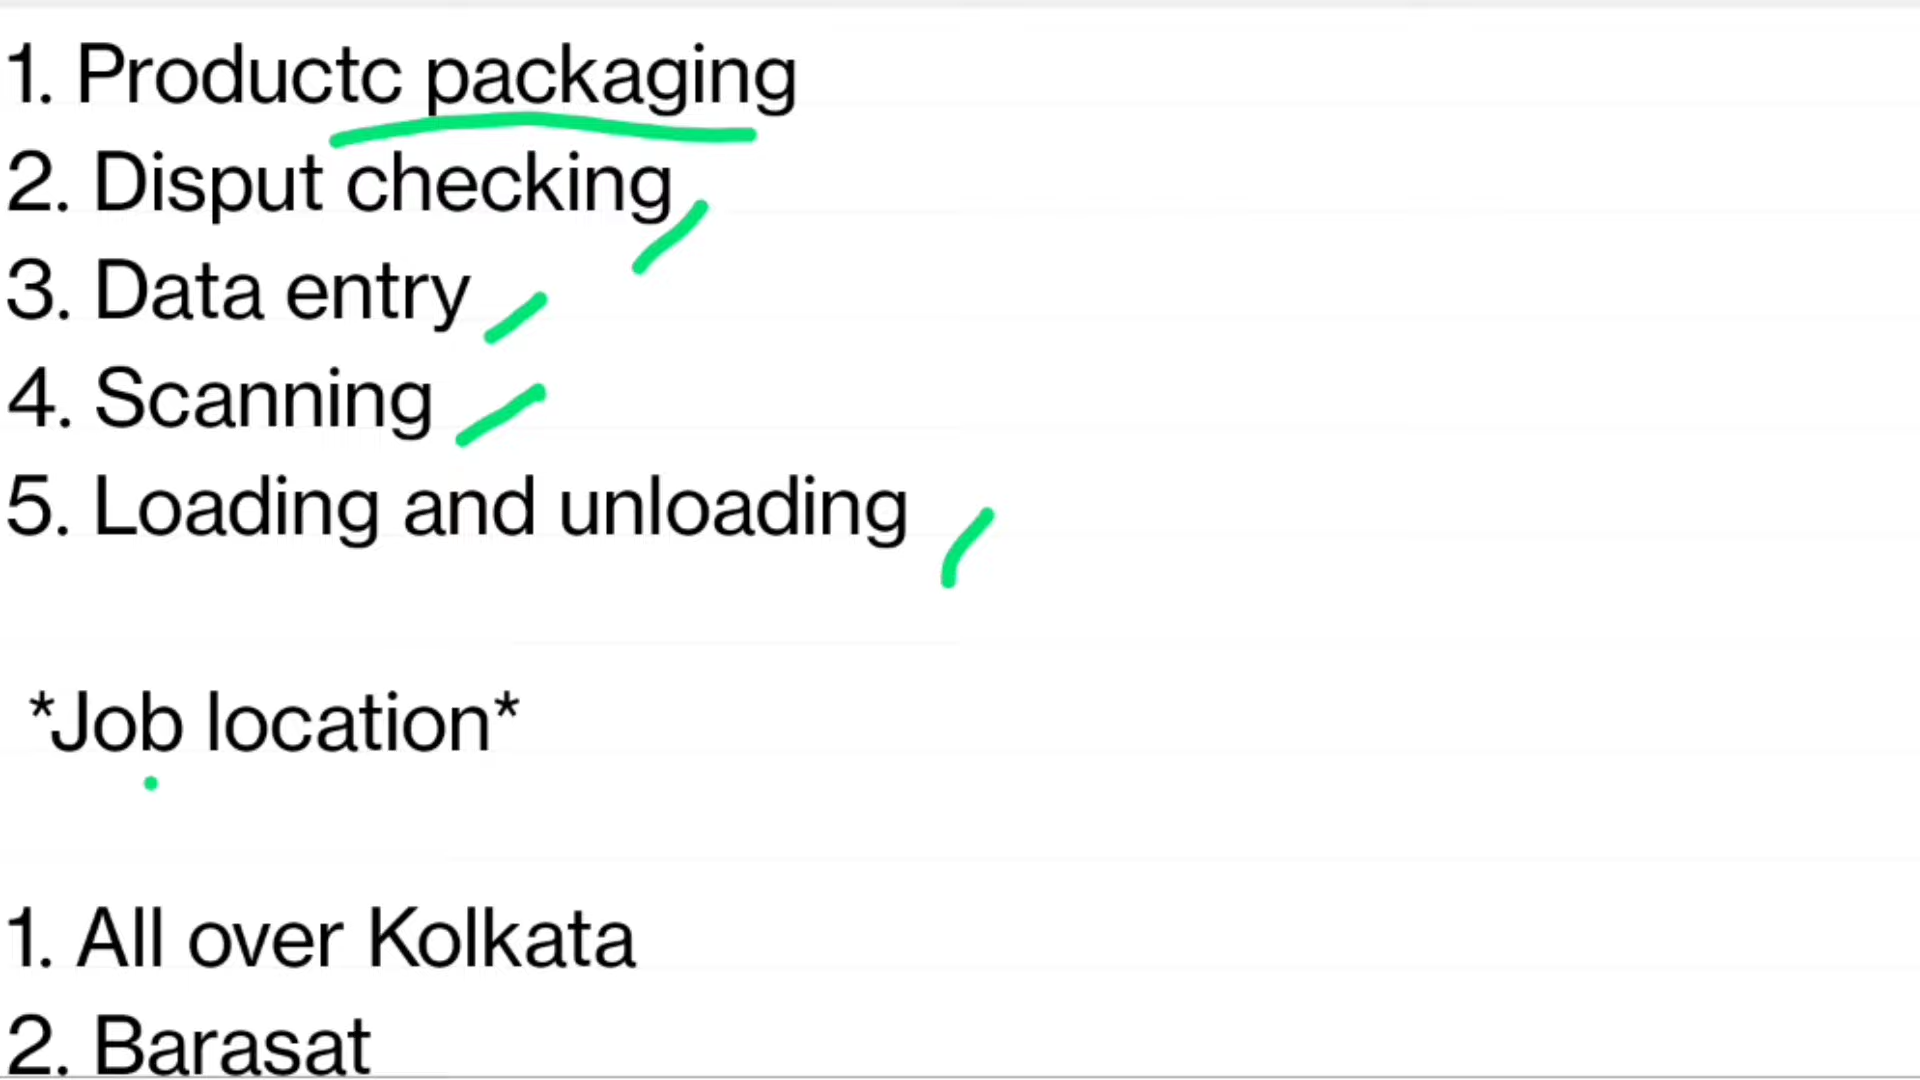 1. Productc packaging
2. Disput checking
3. Data entry
4. Scanning
5. Loading and unloading
*Job location*
1. All over Kolkata
2. Barasat